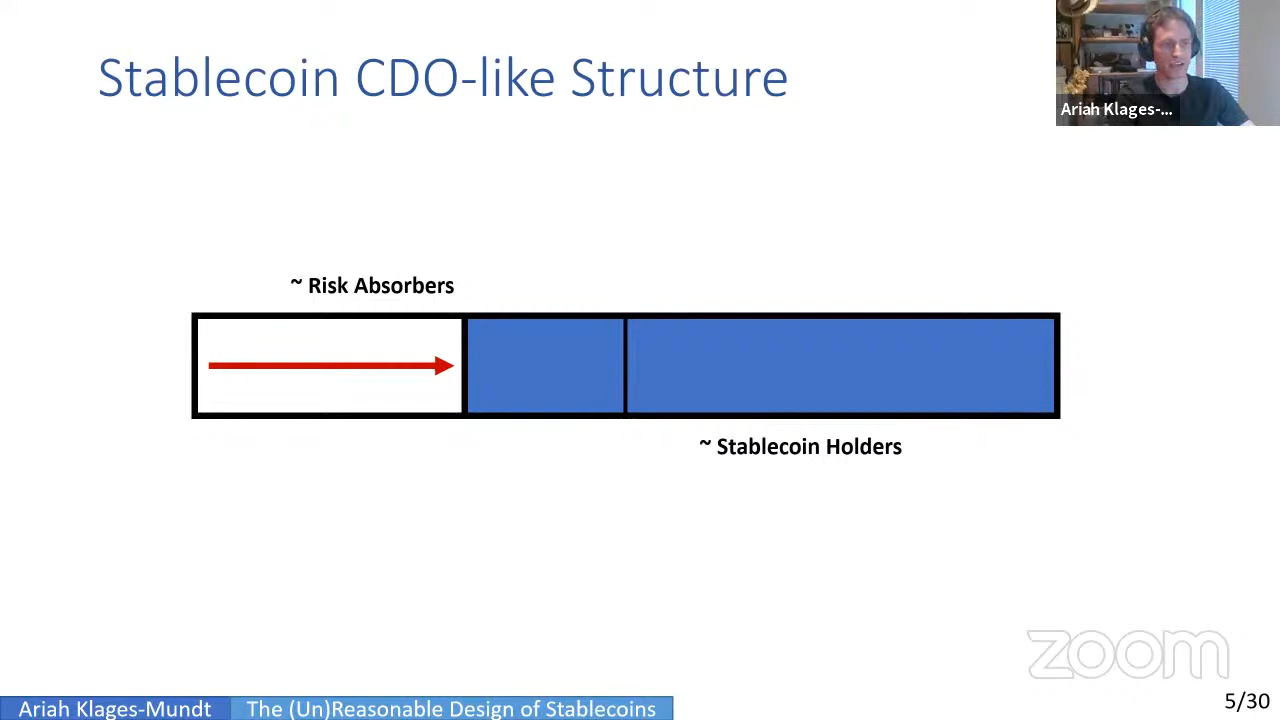 Stablecoin CDO-like Structure
Ariah Klages-...
~ Risk Absorbers
~ Stablecoin Holders
zoom
5/30
Ariah Klages-Mundt
The (Un)Reasonable Design of Stablecoins